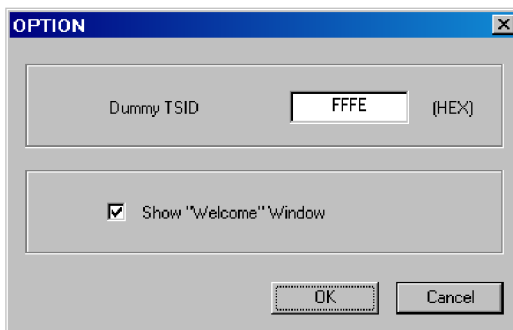 OPTION
Dummy TSID FFFE (HEX)
Show "Welcome" Window
OK Cancel